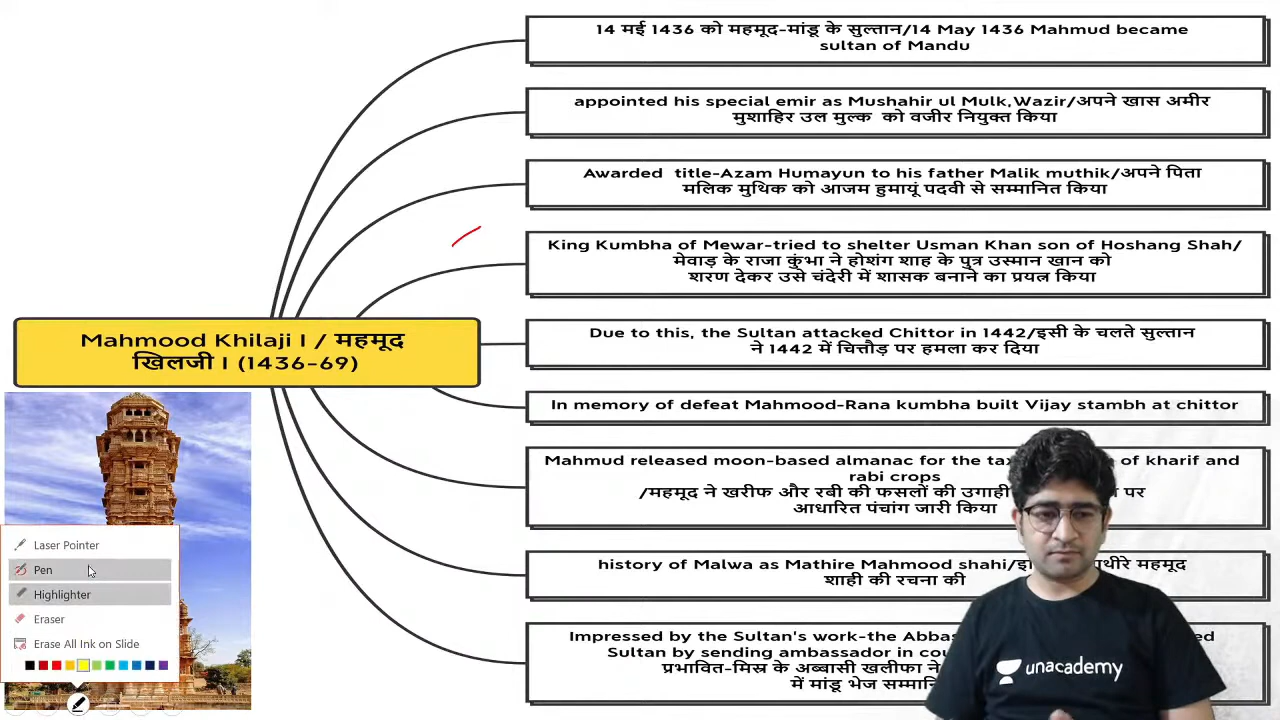 14 मई 1436 को महमूद-मांडू के सुल्तान/14 May 1436 Mahmud became
sultan of Mandu
appointed his special emir as Mushahir ul Mulk,Wazir/अपने खास अमीर
मुशाहिर उल मुल्क को वजीर नियुक्त किया
Awarded title-Azam Humayun to his father Malik muthik/अपने पिता
मलिक मुथिक को आजम हुमायूं पदवी से सम्मानित किया
King Kumbha of Mewar-tried to shelter Usman Khan son of Hoshang Shah/
मेवाड़ के राजा कुंभा ने होशंग शाह के पुत्र उस्मान खान को
शरण देकर उसे चंदेरी में शासक बनाने का प्रयत्न किया
Mahmood Khilaji I / महमूद
खिलजी I (1436-69)
Due to this, the Sultan attacked Chittor in 1442/इसी के चलते सुल्तान
ने 1442 में चित्तौड़ पर हमला कर दिया
In memory of defeat Mahmood-Rana kumbha built Vijay stambh at chittor
Mahmud released moon-based almanac for the of kharif and
rabi crops
/महमूद ने खरीफ और रबी की फसलों की उगाही पर
आधारित पंचांग जारी किया
history of Malwa as Mathire Mahmood shahi/ महमूद
शाही की रचना की
Impressed by the Sultan's work-the
Sultan by sending ambassador in
प्रभावित-मिस्र के अब्बासी खलीफा ने
में मांडू भेज
Laser Pointer
Pen
Highlighter
Eraser
Erase All Ink on Slide
unacademy